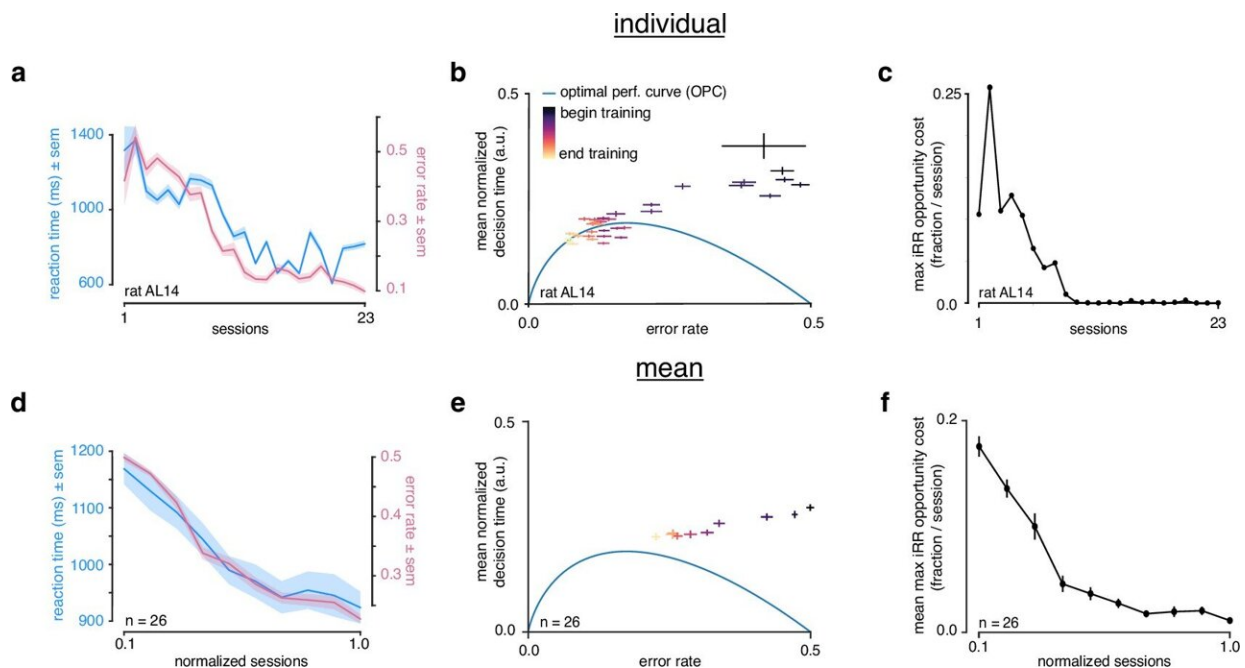 individual
a
reaction time (ms) ± sem
1400
1000
600
0.5
0.3
0.1
error rate ± sem
rat AL14
1
23
sessions
b
mean normalized
decision time (a.u.)
0.5
0.0
optimal perf. curve (OPC)
begin training
end training
rat AL14
0.0
0.5
error rate
c
max iRR opportunity cost
(fraction / session)
0.25
0.0
rat AL14
1
23
sessions
mean
d
reaction time (ms) ± sem
1200
1100
1000
900
0.5
0.4
0.3
error rate ± sem
n = 26
0.1
1.0
normalized sessions
e
mean normalized
decision time (a.u.)
0.5
0.0
n = 26
0.0
0.5
error rate
f
mean max iRR opportunity cost
(fraction / session)
0.2
0.0
n = 26
0.1
1.0
normalized sessions